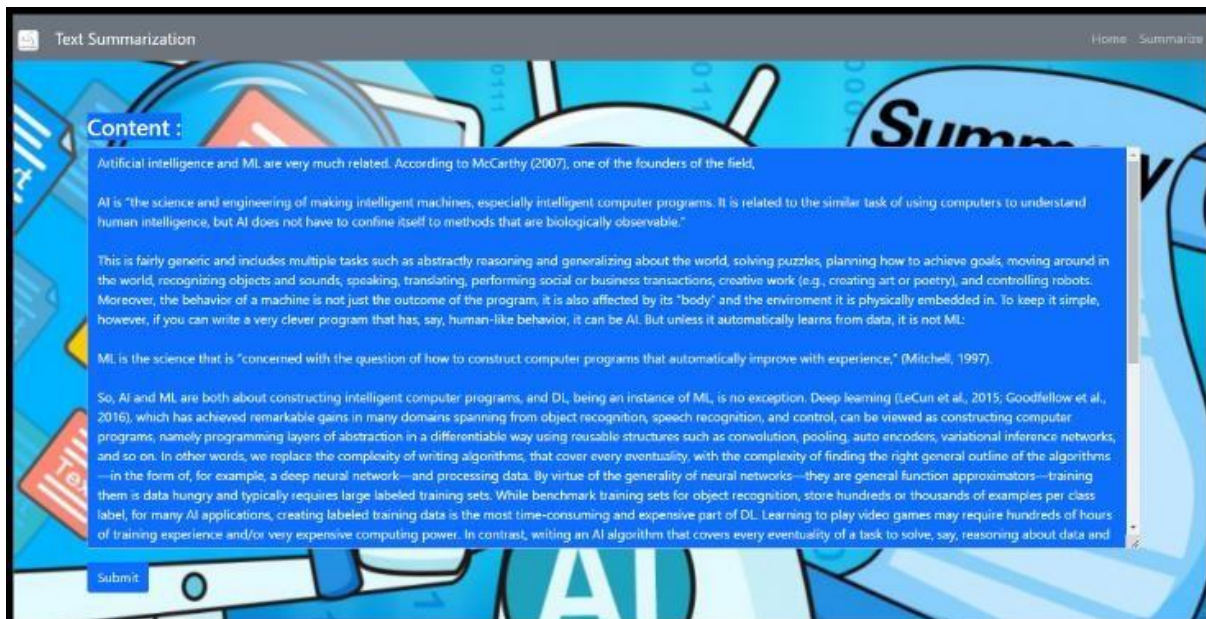 Text Summarization
Home Summarize
Summary
Content :
Artificial intelligence and ML are very much related. According to McCarthy (2007), one of the founders of the field,
AI is "the science and engineering of making intelligent machines, especially intelligent computer programs. It is related to the similar task of using computers to understand
human intelligence, but AI does not have to confine itself to methods that are biologically observable."
This is fairly generic and includes multiple tasks such as abstractly reasoning and generalizing about the world, solving puzzles, planning how to achieve goals, moving around in
the world, recognizing objects and sounds, speaking, translating, performing social or business transactions, creative work (e.g., creating art or poetry), and controlling robots.
Moreover, the behavior of a machine is not just the outcome of the program, it is also affected by its "body" and the enviroment it is physically embedded in. To keep it simple,
however, if you can write a very clever program that has, say, human-like behavior, it can be AI. But unless it automatically learns from data, it is not ML:
ML is the science that is "concerned with the question of how to construct computer programs that automatically improve with experience," (Mitchell, 1997).
So, AI and ML are both about constructing intelligent computer programs, and DL, being an instance of ML, is no exception. Deep learning (LeCun et al., 2015; Goodfellow et al.,
2016), which has achieved remarkable gains in many domains spanning from object recognition, speech recognition, and control, can be viewed as constructing computer
programs, namely programming layers of abstraction in a differentiable way using reusable structures such as convolution, pooling, auto encoders, variational inference networks,
and so on. In other words, we replace the complexity of writing algorithms, that cover every eventuality, with the complexity of finding the right general outline of the algorithms
—in the form of, for example, a deep neural network—and processing data. By virtue of the generality of neural networks—they are general function approximators—training
them is data hungry and typically requires large labeled training sets. While benchmark training sets for object recognition, store hundreds or thousands of examples per class
label, for many AI applications, creating labeled training data is the most time-consuming and expensive part of DL. Learning to play video games may require hundreds of hours
of training experience and/or very expensive computing power. In contrast, writing an AI algorithm that covers every eventuality of a task to solve, say, reasoning about data and
Submit
AI